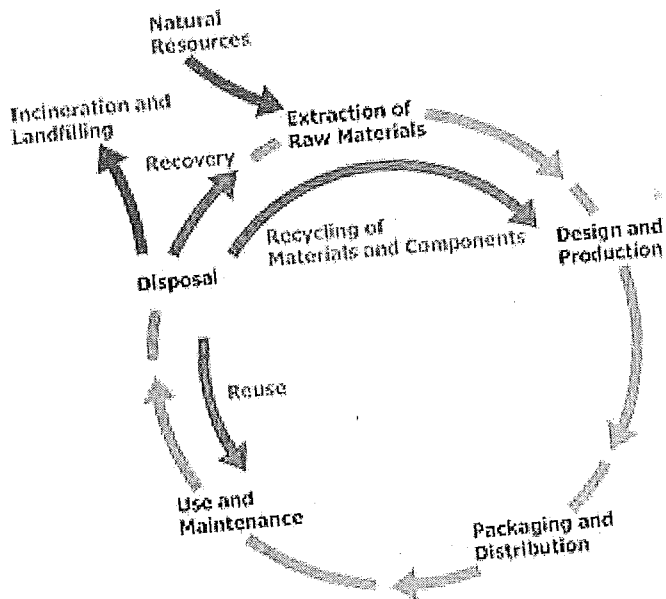 Natural
Resources
Incineration and
Landfilling
Extraction of
Raw Materials
Recovery
Recycling of
Materials and Components
Design and
Production
Disposal
Reuse
Use and
Maintenance
Packaging and
Distribution